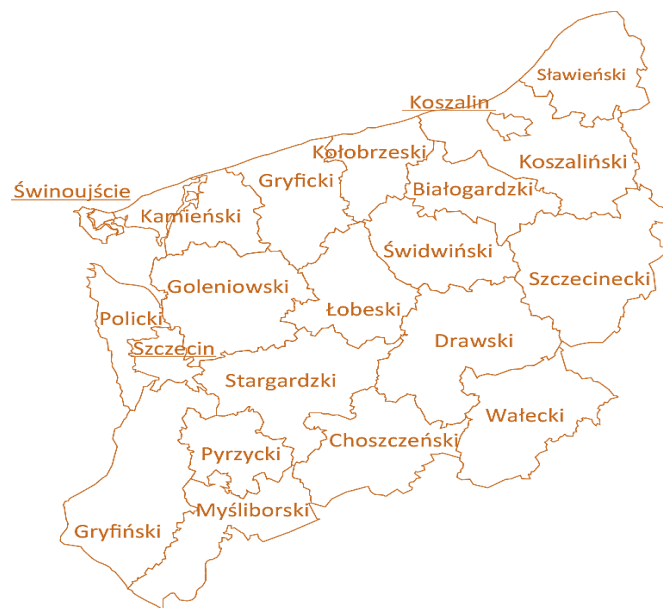 Sławieński
Koszalin
Kołobrzeski
Koszaliński
Gryficki
Białogardzki
Świnoujście
Kamieński
Świdwiński
Szczecinecki
Goleniowski
Łobeski
Policki
Drawski
Szczecin
Stargardzki
Wałecki
Choszczeński
Pyrzycki
Myśliborski
Gryfiński